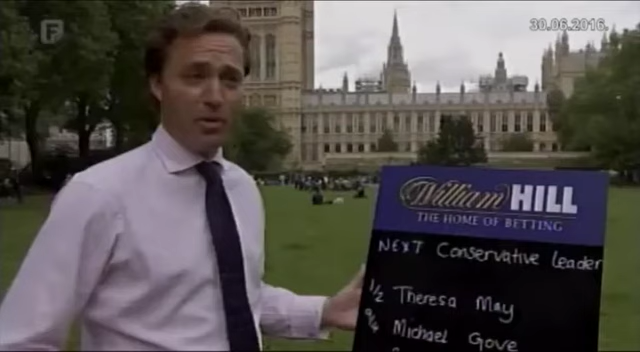 F
30.06.2016.
William HILL
THE HOME OF BETTING
NExT Conservative leader
1/2 Theresa May
9/4 Michael Gove